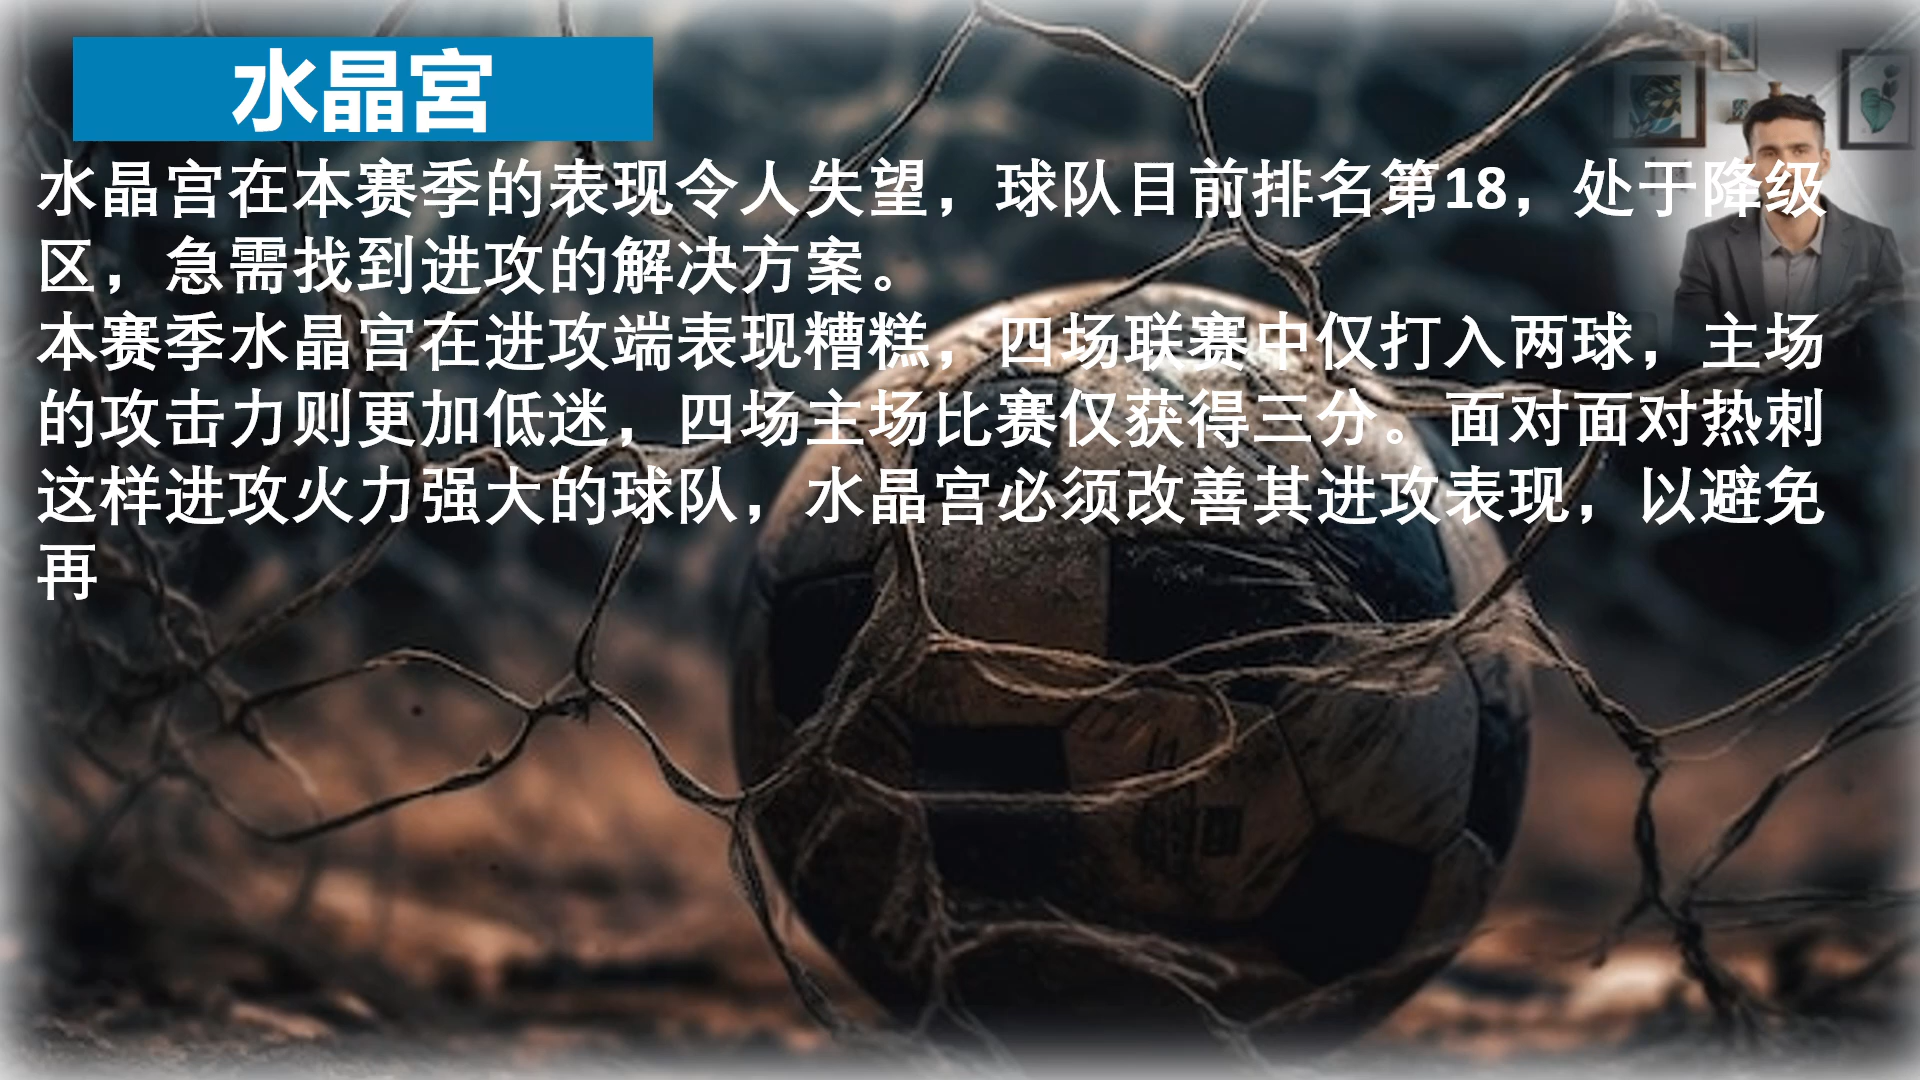 水晶宮
水晶宫在本赛季的表现令人失望，球队目前排名第18，处于降级
区，急需找到进攻的解决方案。
本赛季水晶宫在进攻端表现糟糕，四场联赛中仅打入两球，主场
的攻击力则更加低迷，四场主场比赛仅获得三分。面对面对热刺
这样进攻火力强大的球队，水晶宫必须改善其进攻表现，以避免
再